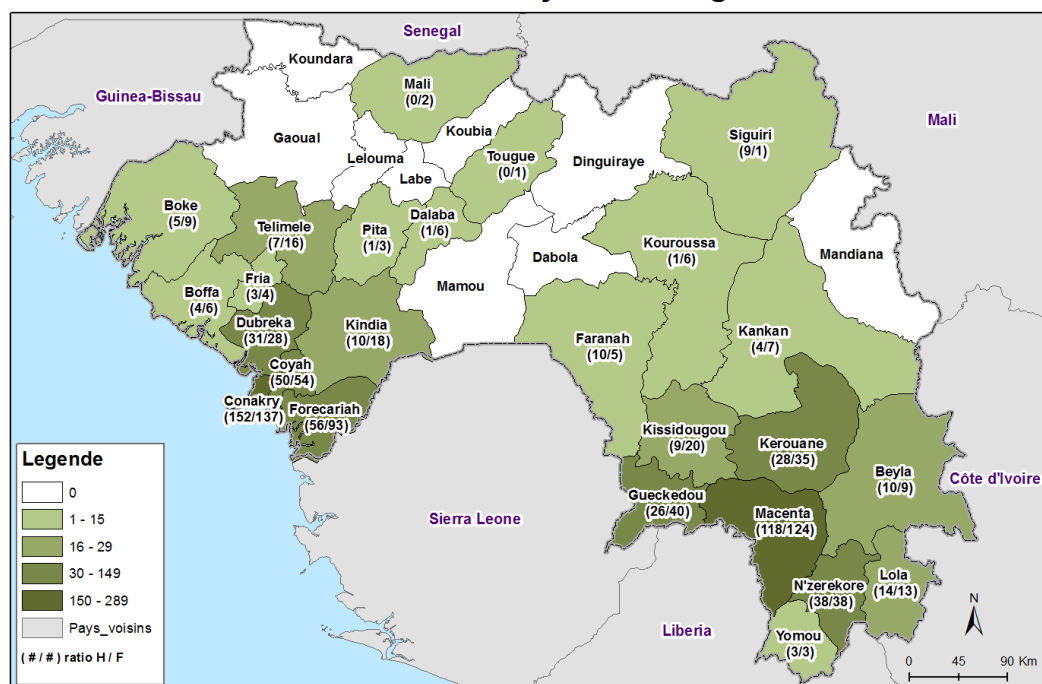 Senegal
Koundara
Mali
(0/2)
Guinea-Bissau
Koubia
Mali
Gaoual
Siguiri
(9/1)
Lelouma
Tougue
(0/1)
Dinguiraye
Labe
Boke
(5/9)
Dalaba
(1/6)
Telimele
(7/16)
Pita
(1/3)
Kouroussa
(1/6)
Mandiana
Dabola
Fria
(3/4)
Mamou
Boffa
(4/6)
Dubreka
(31/28)
Kindia
(10/18)
Kankan
(4/7)
Faranah
(10/5)
Coyah
(50/54)
Conakry
(152/137)
Forecariah
(56/93)
Kissidougou
(9/20)
Kerouane
(28/35)
Beyla
(10/9)
Côte d'Ivoire
Gueckedou
(26/40)
Macenta
(118/124)
Sierra Leone
N'zerekore
(38/38)
Lola
(14/13)
Liberia
Yomou
(3/3)
Legende
0
1 - 15
16 - 29
30 - 149
150 - 289
Pays_voisins
( # / # ) ratio H / F
N
0 45 90 Km